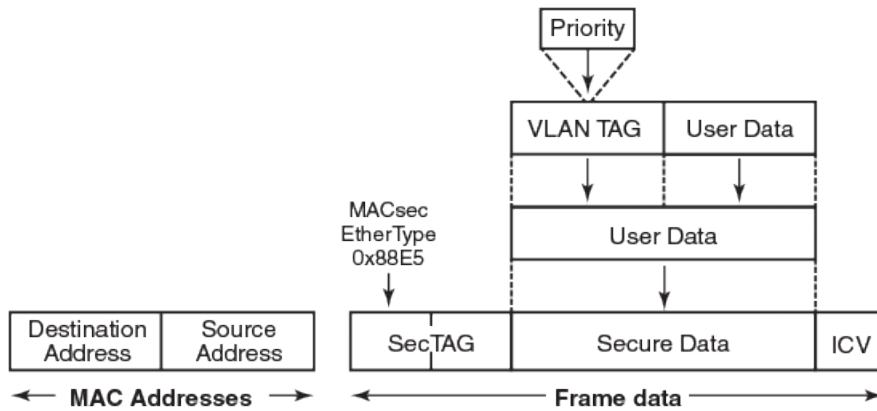 Priority
VLAN TAG
User Data
MACsec
EtherType
0x88E5
User Data
Destination
Address
Source
Address
SecTAG
Secure Data
ICV
MAC Addresses
Frame data